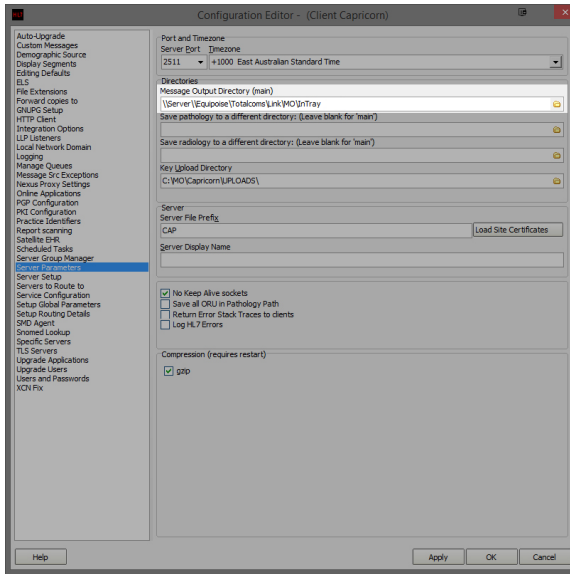 Configuration Editor - (Client Capricorn)
Auto-Upgrade
Custom Messages
Demographic Source
Display Segments
Editing Defaults
ELS
File Extensions
Forward copies to
GNUPG Setup
HTTP Client
Integration Options
LLP Listeners
Local Network Domain
Logging
Manage Queues
Message Src Exceptions
Nexus Proxy Settings
Online Applications
PGP Configuration
PKI Configuration
Practice Identifiers
Report scanning
Satellite EHR
Scheduled Tasks
Server Group Manager
Server Parameters
Server Setup
Servers to Route to
Service Configuration
Setup Global Parameters
Setup Routing Details
SMD Agent
Snomed Lookup
Specific Servers
TLS Servers
Upgrade Applications
Upgrade Users
Users and Passwords
XCN Fix
Port and Timezone
Server Port Timezone
2511 +1000 East Australian Standard Time
Directories
Message Output Directory (main)
\\Server\\Equipoise\Totalcoms\Link\MO\InTray
Save pathology to a different directory: (Leave blank for 'main')
Save radiology to a different directory: (Leave blank for 'main')
Key Upload Directory
C:\MO\Capricorn\UPLOADS\
Server
Server File Prefix
CAP Load Site Certificates
Server Display Name
No Keep Alive sockets
Save all ORU in Pathology Path
Return Error Stack Traces to clients
Log HL7 Errors
Compression (requires restart)
gzip
Help Apply OK Cancel